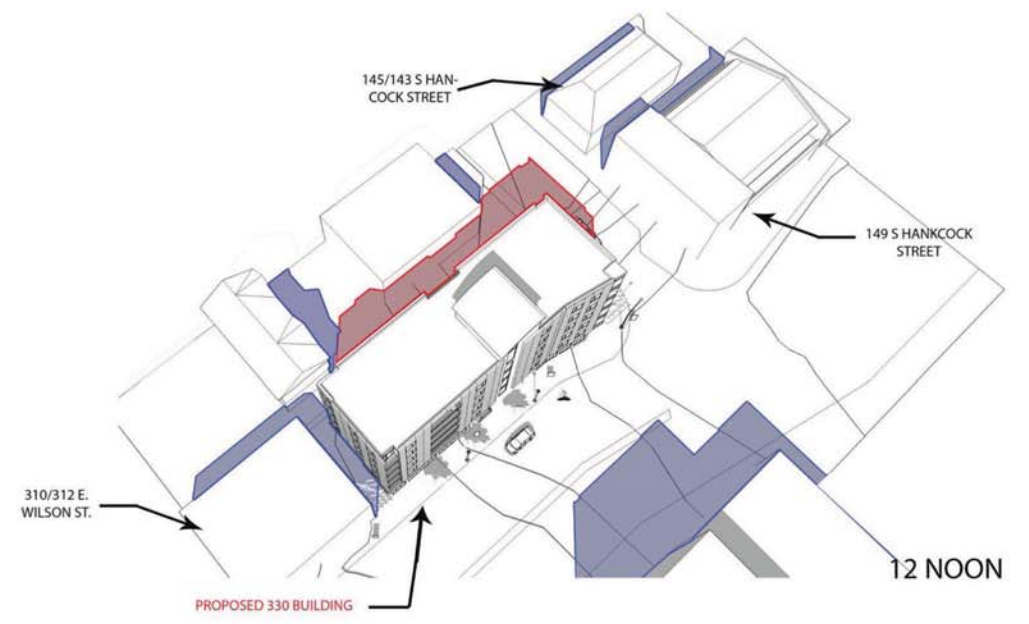 145/143 S HAN-
COCK STREET
149 S HANKCOCK
STREET
310/312 E.
WILSON ST.
12 NOON
PROPOSED 330 BUILDING